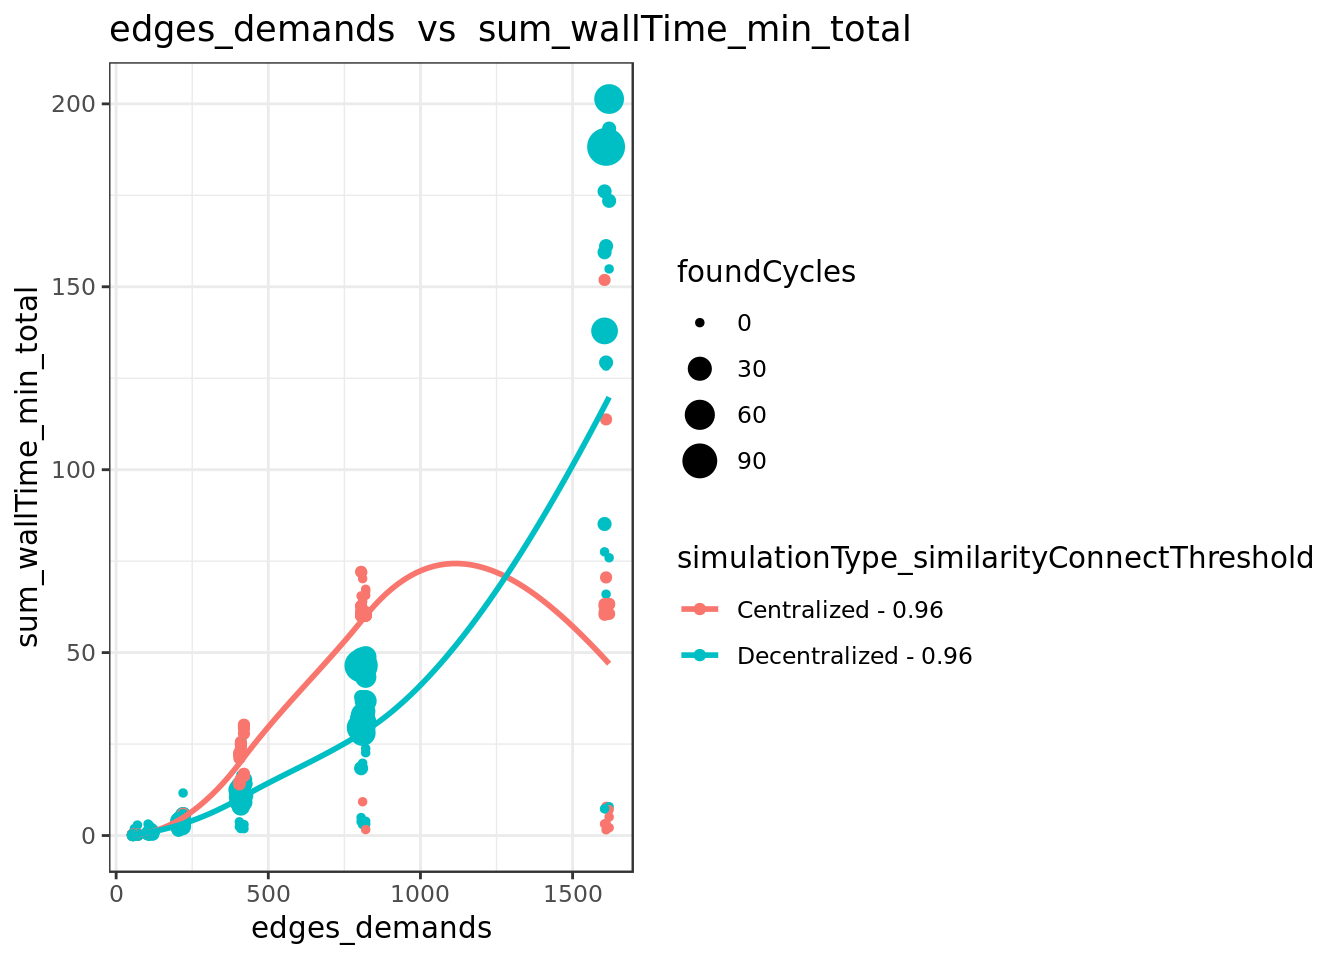 edges_demands  vs  sum_wallTime_min_total
sum_wallTime_min_total
200
150
100
50
0
0
500
1000
1500
edges_demands
foundCycles
0
30
60
90
simulationType_similarityConnectThreshold
Centralized - 0.96
Decentralized - 0.96